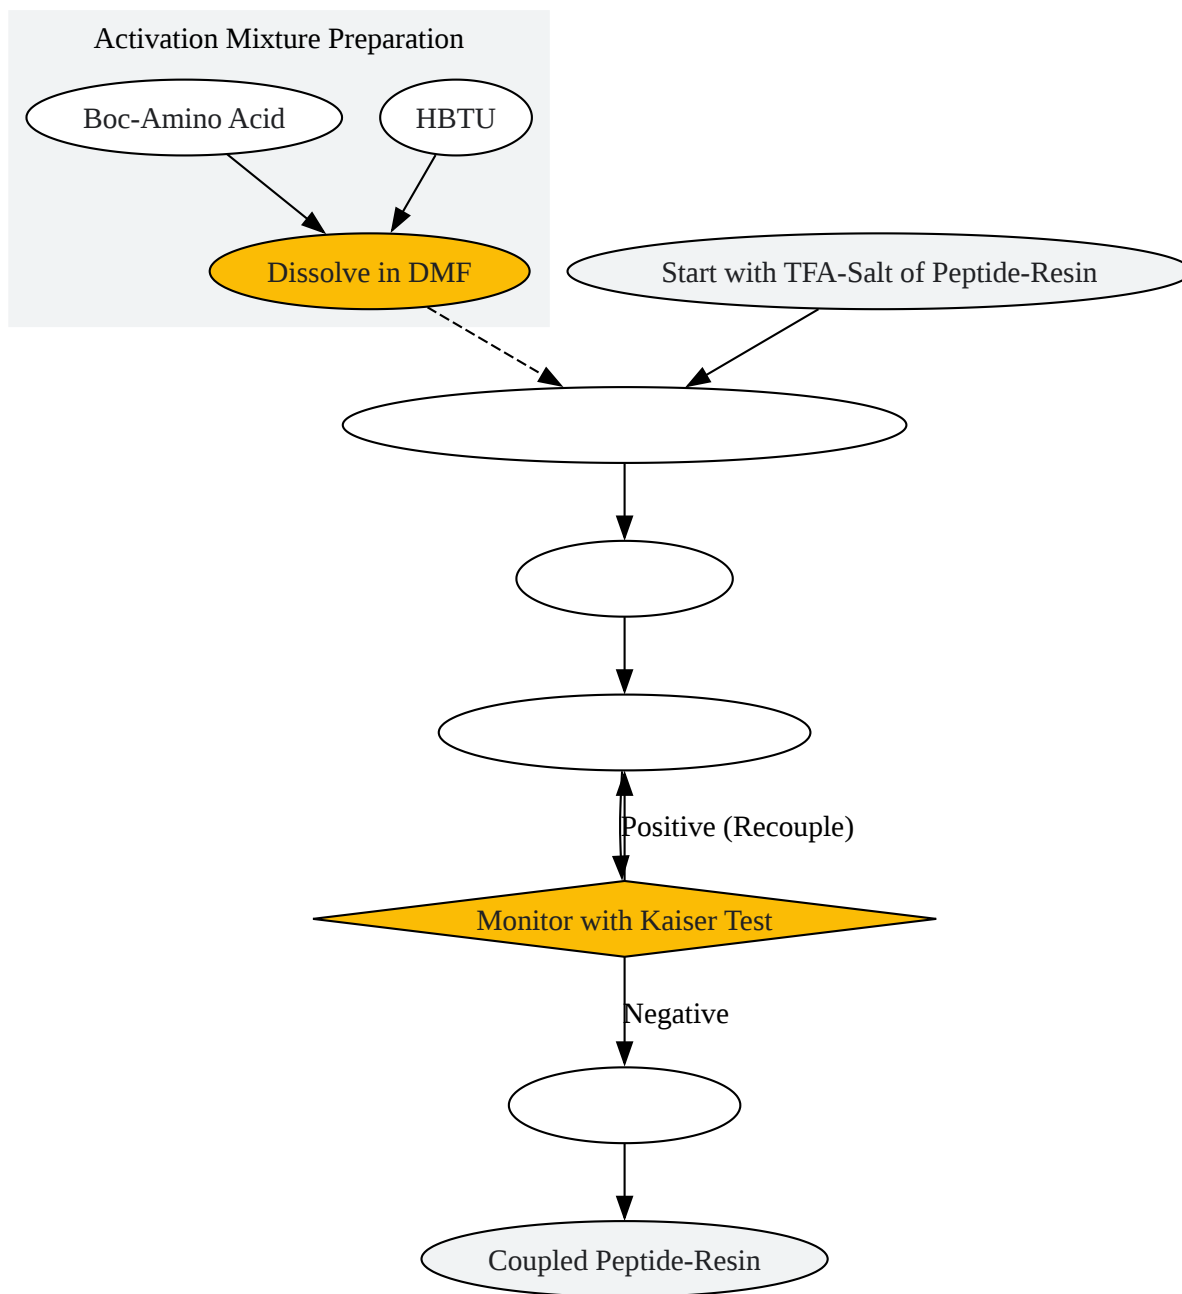 Activation Mixture Preparation
Boc-Amino Acid
HBTU
Dissolve in DMF
Start with TFA-Salt of Peptide-Resin
Positive (Recouple)
Monitor with Kaiser Test
Negative
Coupled Peptide-Resin